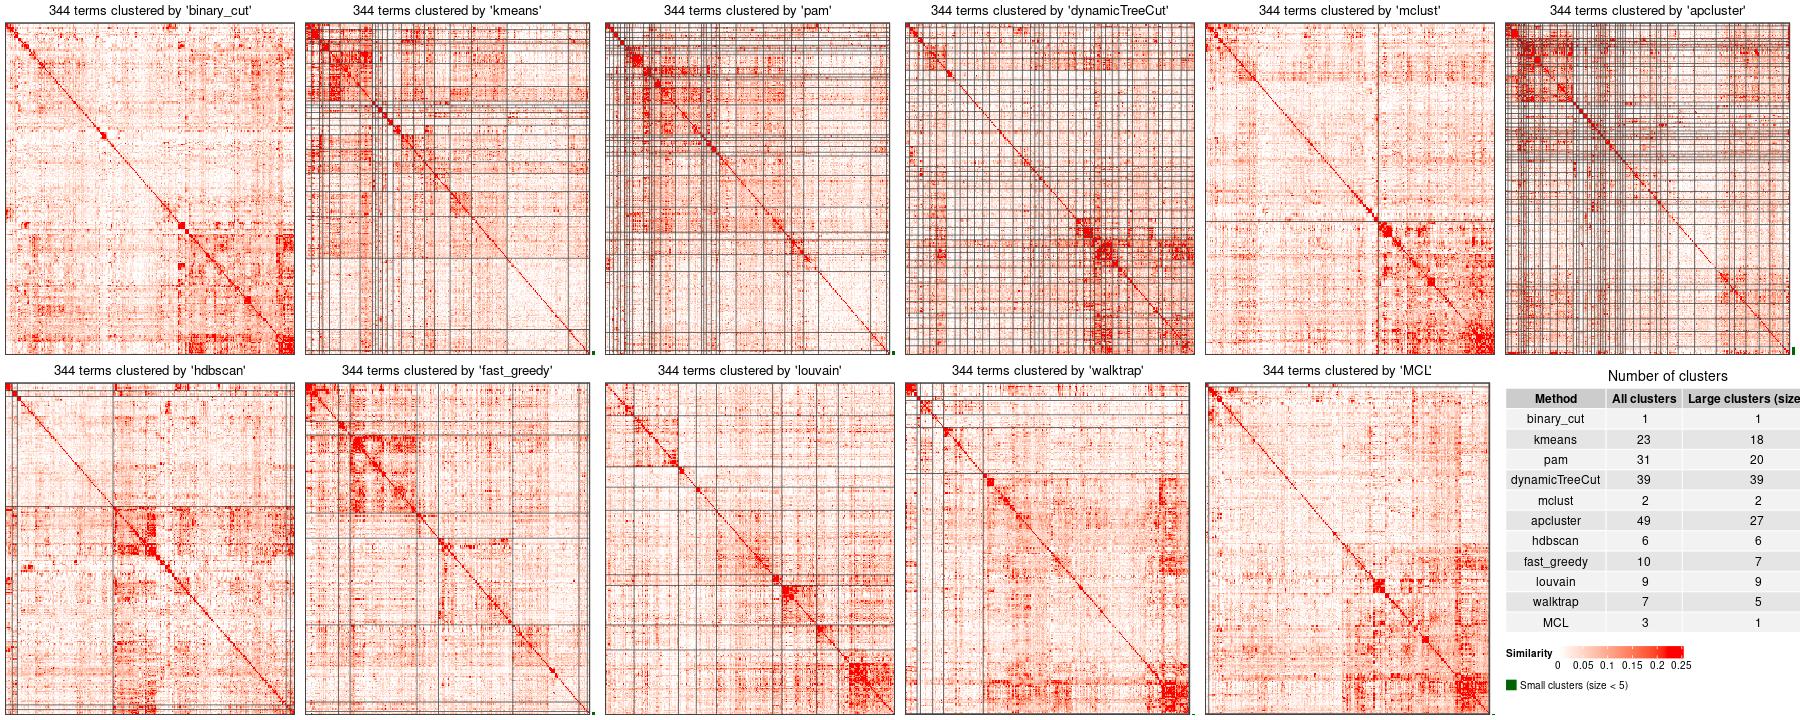 344 terms clustered by 'binary_cut'
344 terms clustered by 'kmeans'
344 terms clustered by 'pam'
344 terms clustered by 'dynamicTreeCut'
344 terms clustered by 'mclust'
344 terms clustered by 'apcluster'
344 terms clustered by 'hdbscan'
344 terms clustered by 'fast_greedy'
344 terms clustered by 'louvain'
344 terms clustered by 'walktrap'
344 terms clustered by 'MCL'
Number of clusters
Method All clusters Large clusters (size
binary_cut 1 1
kmeans 23 18
pam 31 20
dynamicTreeCut 39 39
mclust 2 2
apcluster 49 27
hdbscan 6 6
fast_greedy 10 7
louvain 9 9
walktrap 7 5
MCL 3 1
Similarity
0 0.05 0.1 0.15 0.2 0.25
Small clusters (size < 5)